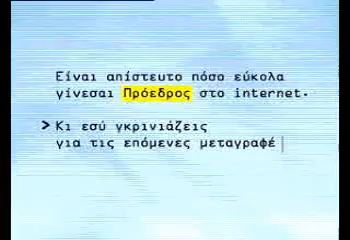 Είναι απίστευτο πόσο εύκολα
γίνεσαι Πρόεδρος στο internet.
> Κι εσύ γκρινιάζεις
για τις επόμενες μεταγραφέ